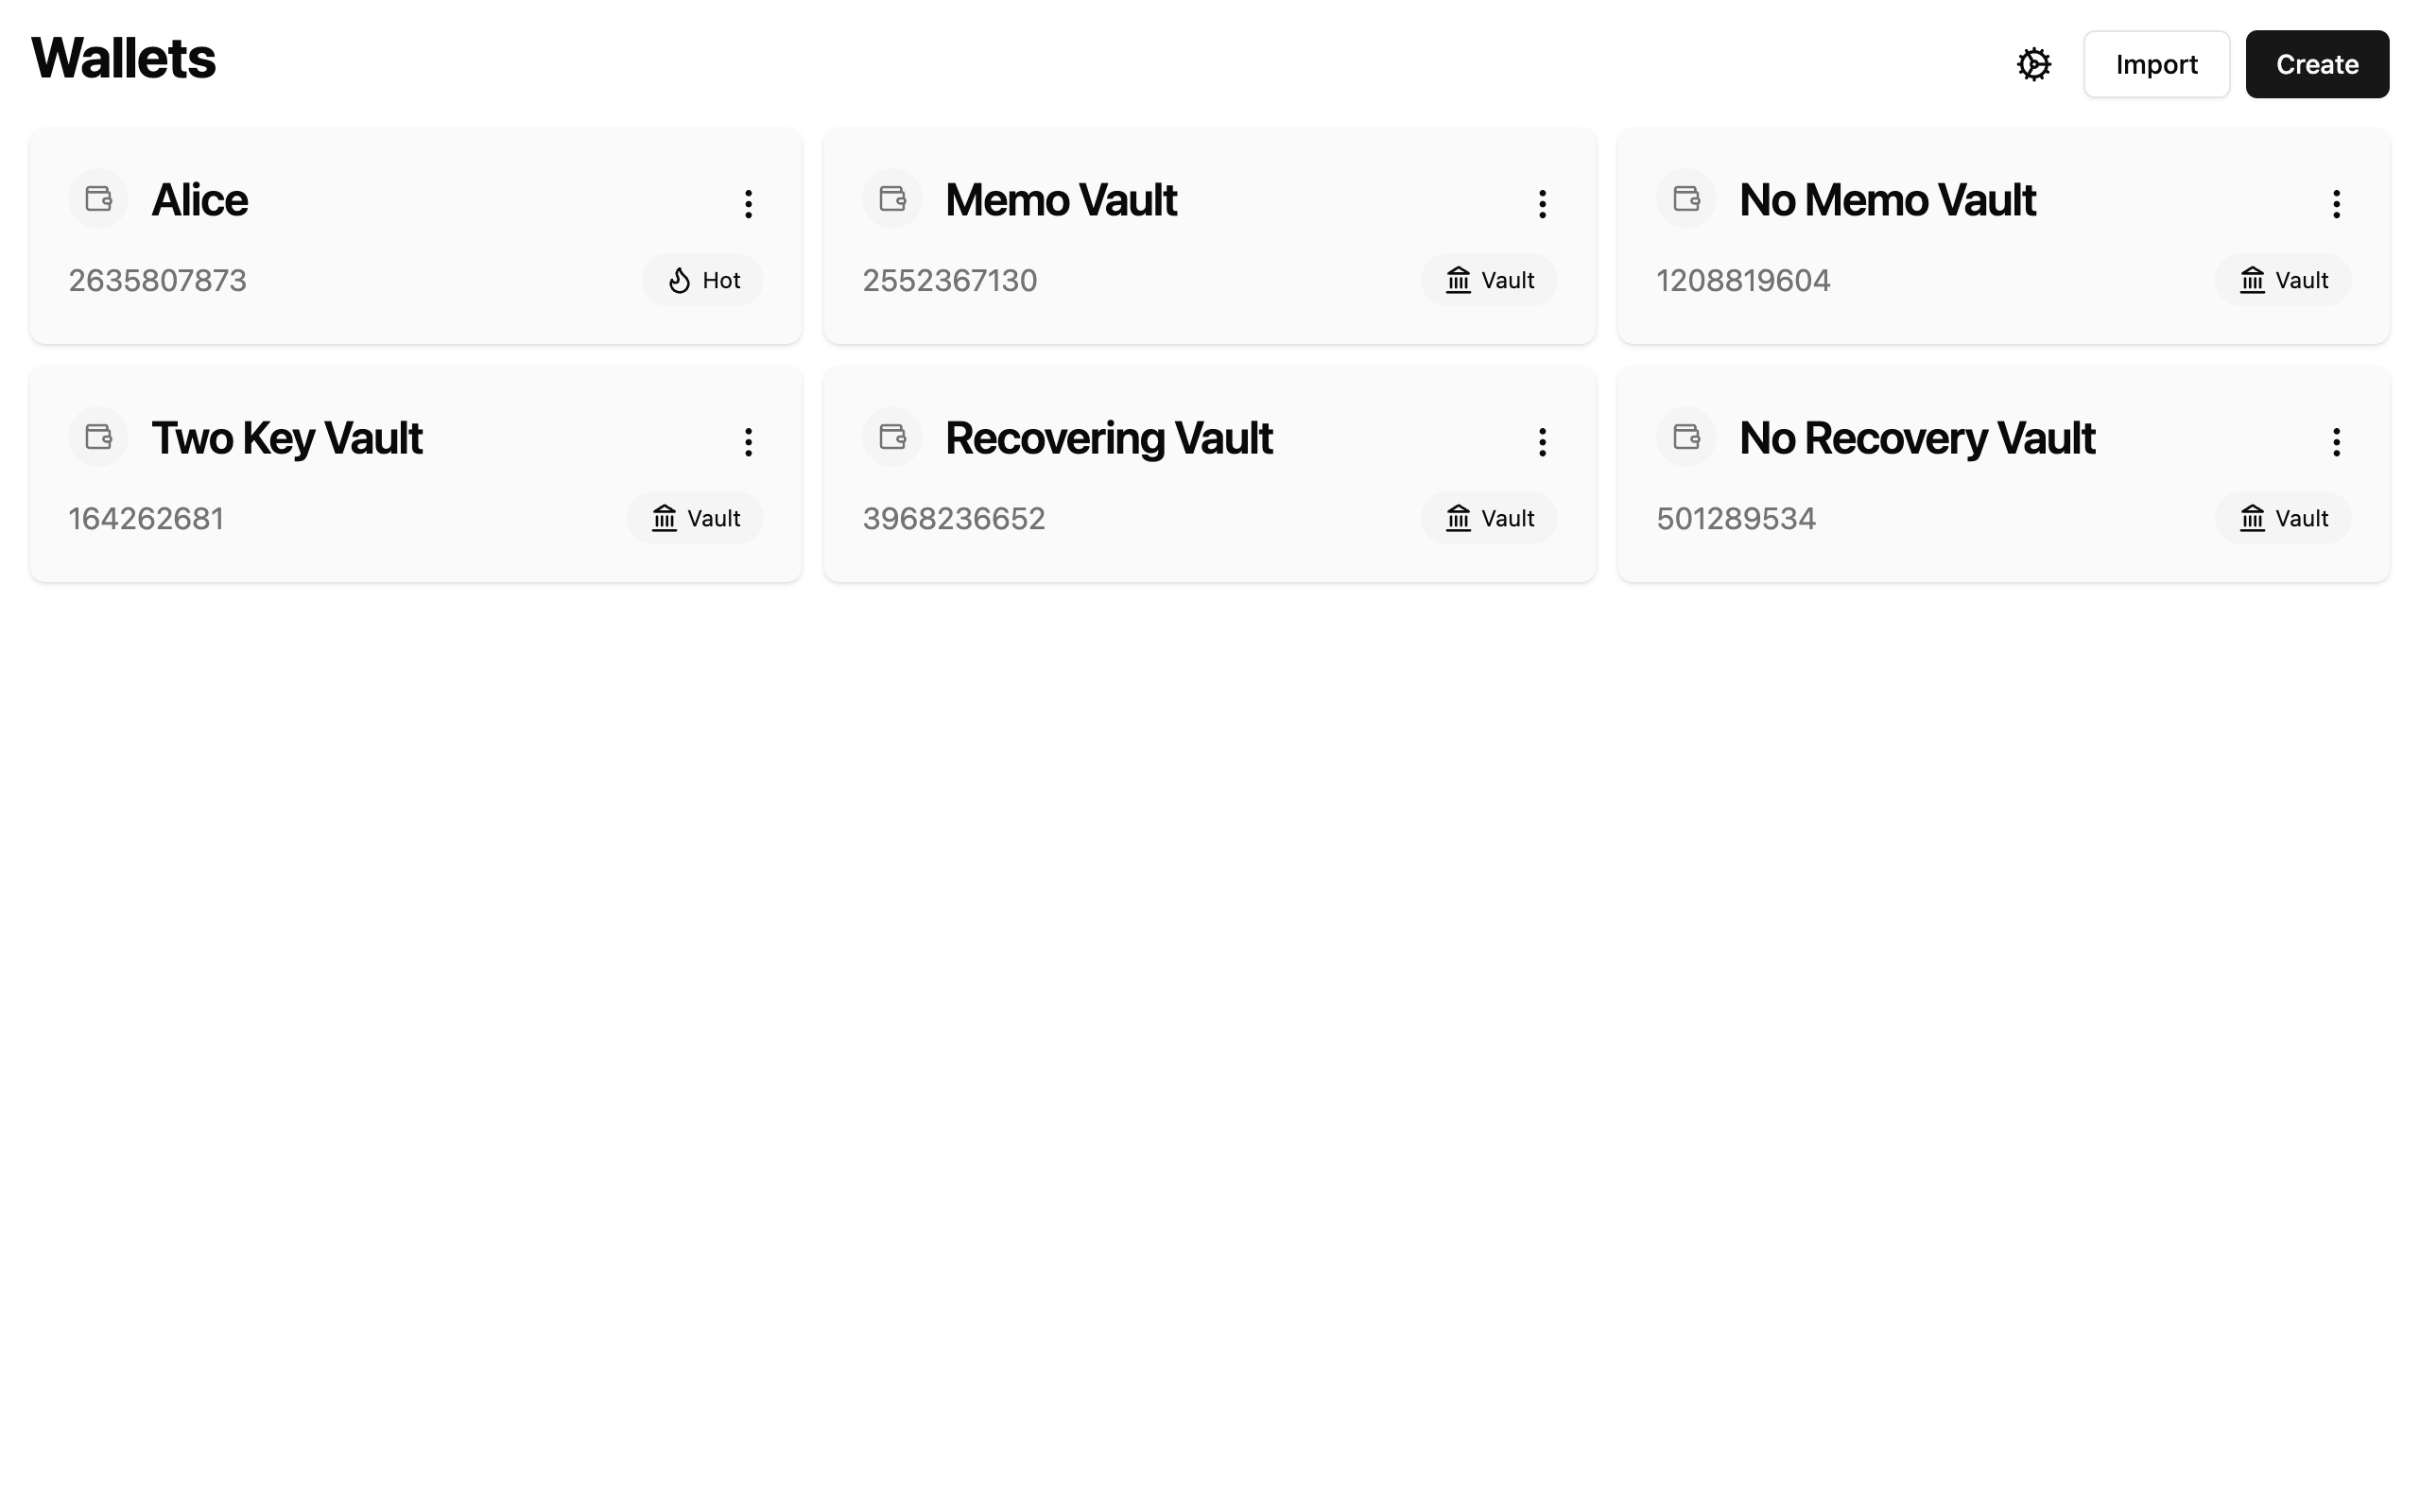 Wallets
Import
Create
Alice
2635807873
Hot
Memo Vault
2552367130
Vault
No Memo Vault
1208819604
Vault
Two Key Vault
164262681
Vault
Recovering Vault
3968236652
Vault
No Recovery Vault
501289534
Vault